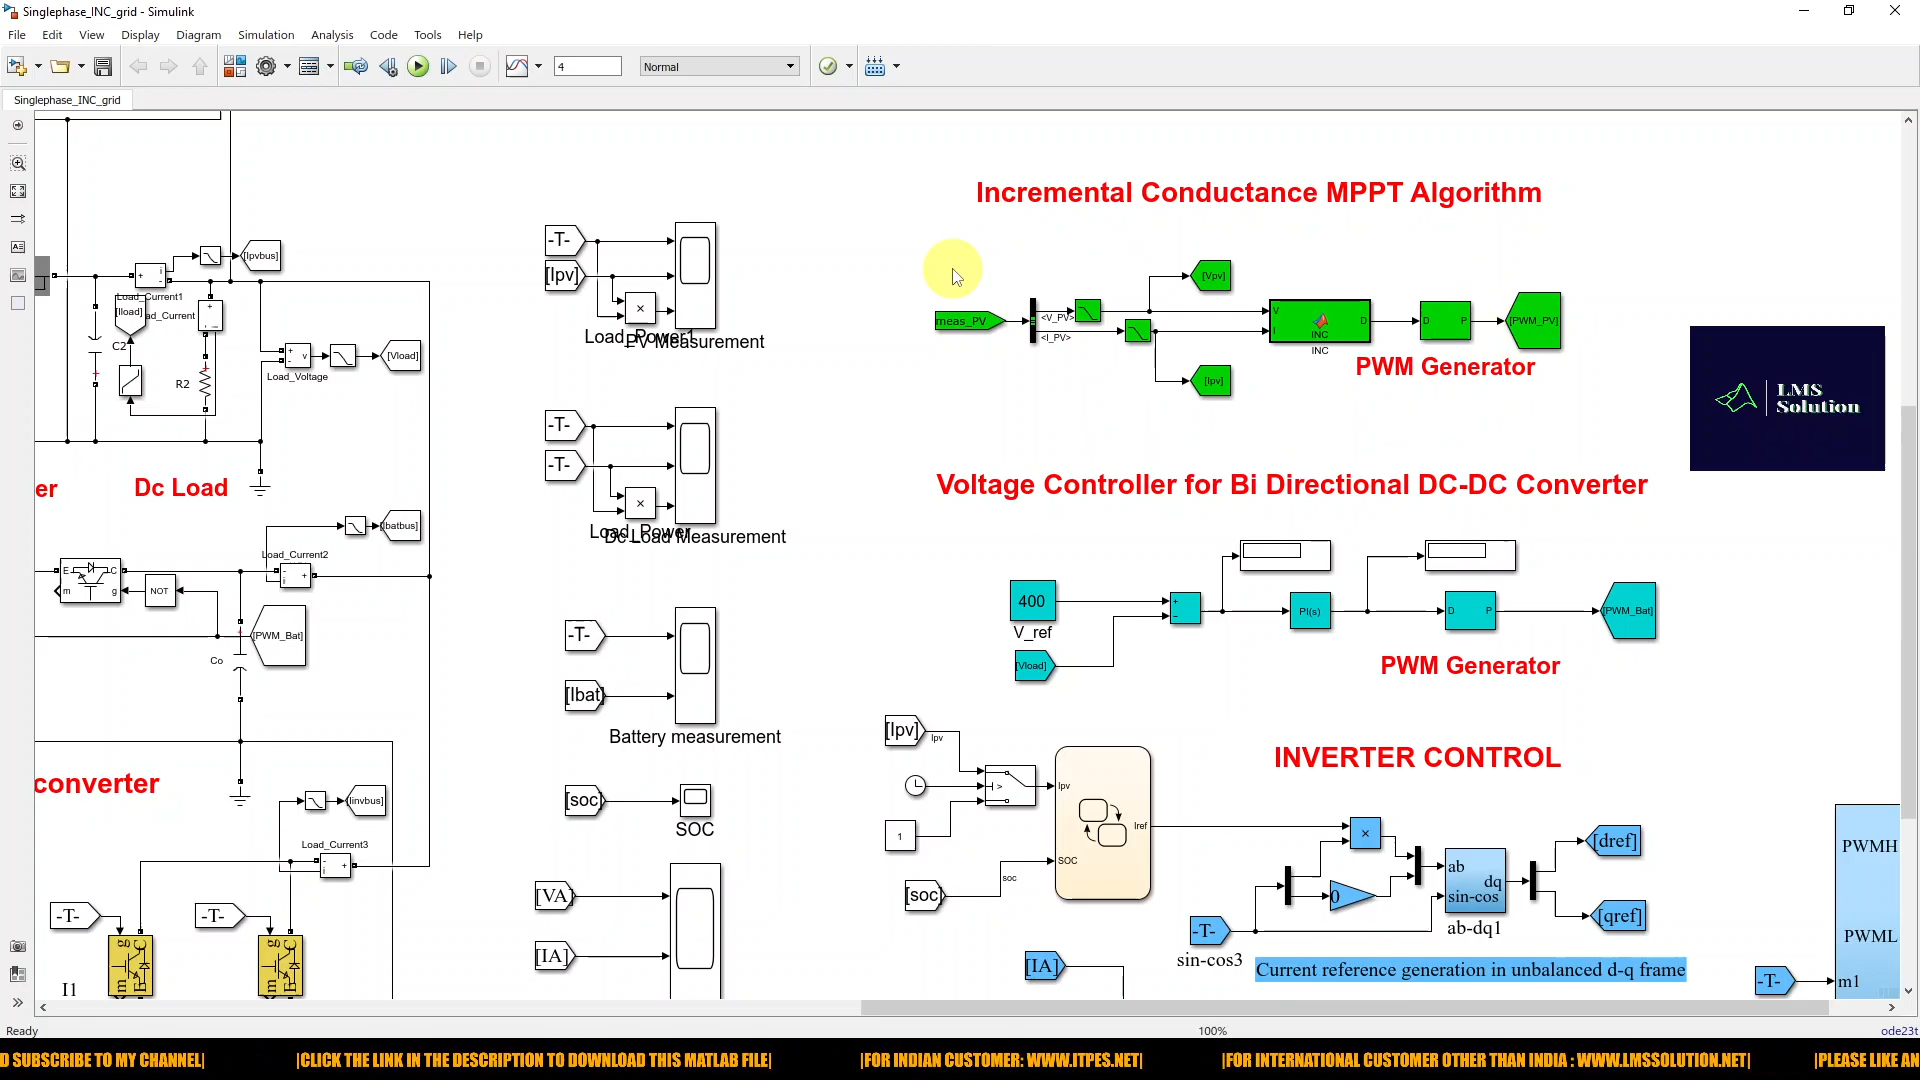 Singlephase_INC_grid - Simulink
File Edit View Display Diagram Simulation Analysis Code Tools Help
4 Normal
Singlephase_INC_grid
Incremental Conductance MPPT Algorithm
[Ipvbus]
Load_Current1
[Iload]
ad_Current
C2
R2
Load_Voltage
[Vload]
Dc Load
er
-T-
[Ipv]
Load_Power1
PV Measurement
-T-
-T-
Load_Power
Dc Load Measurement
meas_PV
<V_PV>
<I_PV>
[Vpv]
[Ipv]
V
I
INC
D
INC
D P
[PWM_PV]
PWM Generator
LMS
Solution
Voltage Controller for Bi Directional DC-DC Converter
400
V_ref
[Vload]
PI(s)
D P
[PWM_Bat]
PWM Generator
[Ibatbus]
Load_Current2
E C
m g
NOT
[PWM_Bat]
Co
converter
-T-
[Ibat]
Battery measurement
[soc]
SOC
[VA]
[IA]
[Iinvbus]
Load_Current3
-T-
-T-
g C
m E
g C
m E
I1
INVERTER CONTROL
[Ipv]
Ipv
1
[soc]
soc
Ipv
SOC
Iref
0
ab
dq
sin-cos
ab-dq1
[dref]
[qref]
-T-
sin-cos3
[IA]
Current reference generation in unbalanced d-q frame
PWMH
PWML
-T-
m1
Ready 100% ode23t
D SUBSCRIBE TO MY CHANNEL| |CLICK THE LINK IN THE DESCRIPTION TO DOWNLOAD THIS MATLAB FILE| |FOR INDIAN CUSTOMER: WWW.ITPES.NET| |FOR INTERNATIONAL CUSTOMER OTHER THAN INDIA : WWW.LMSSOLUTION.NET| |PLEASE LIKE AN